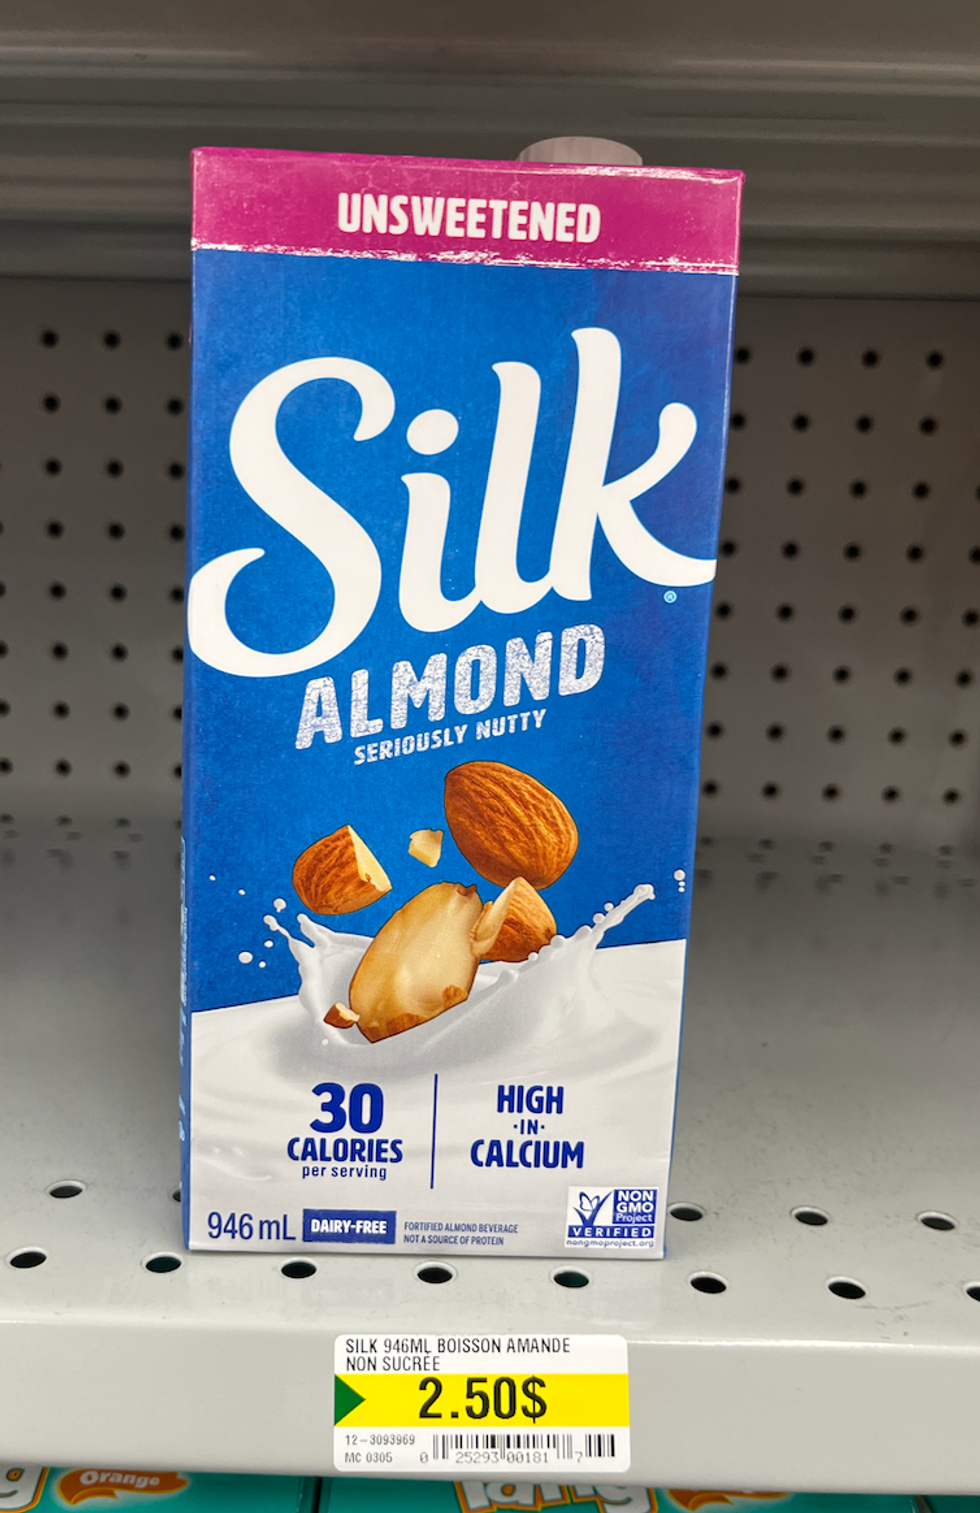 UNSWEETENED
Silk®
ALMOND
SERIOUSLY NUTTY
30
CALORIES
per serving
HIGH
·IN·
CALCIUM
946 mL
DAIRY-FREE
FORTIFIED ALMOND BEVERAGE
NOT A SOURCE OF PROTEIN
NON
GMO
Project
VERIFIED
nongmoproject.org
SILK 946ML BOISSON AMANDE
NON SUCREE
2.50$
12-3093969
MC 0305
0 25293 00181 7
Orange